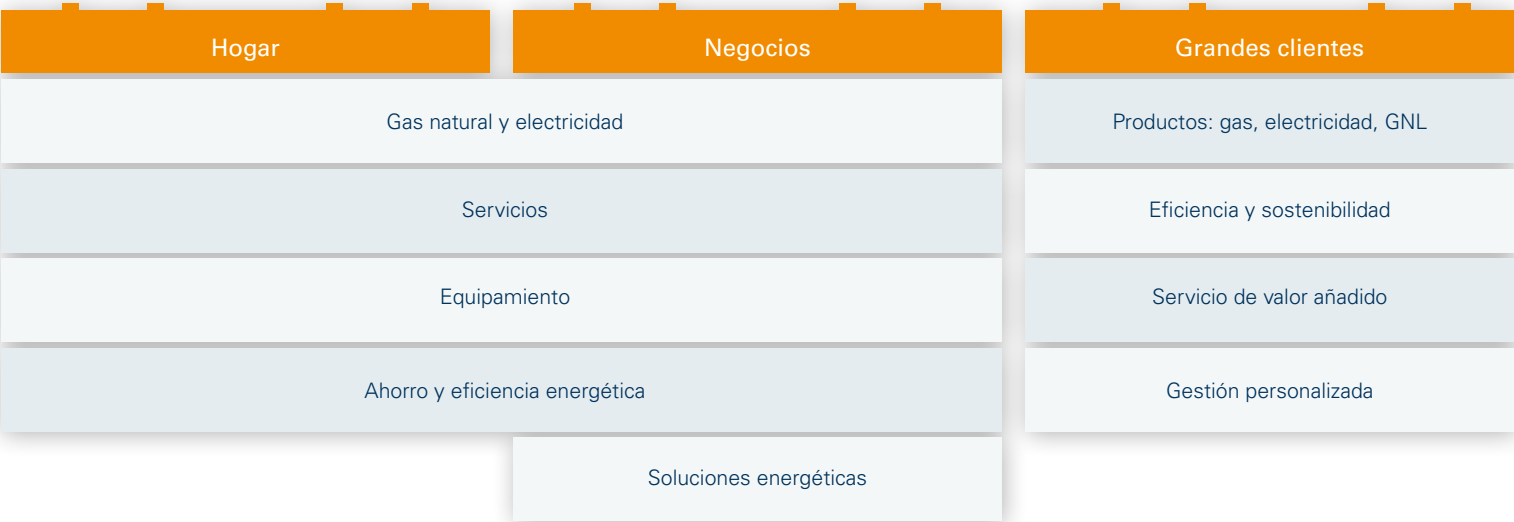 Hogar
Negocios
Grandes clientes
Gas natural y electricidad
Productos: gas, electricidad, GNL
Servicios
Eficiencia y sostenibilidad
Equipamiento
Servicio de valor añadido
Ahorro y eficiencia energética
Gestión personalizada
Soluciones energéticas